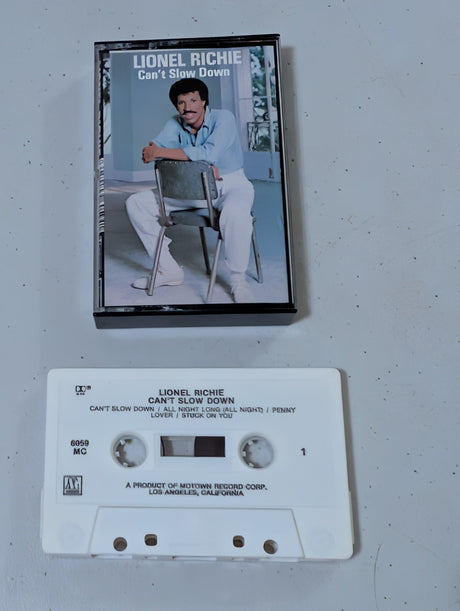 LIONEL RICHIE
Can't Slow Down
LIONEL RICHIE
CAN'T SLOW DOWN
CAN'T SLOW DOWN / ALL NIGHT LONG (ALL NIGHT) / PENNY
LOVER / STUCK ON YOU
6059
MC
1
A PRODUCT OF MOTOWN RECORD CORP.
LOS ANGELES, CALIFORNIA